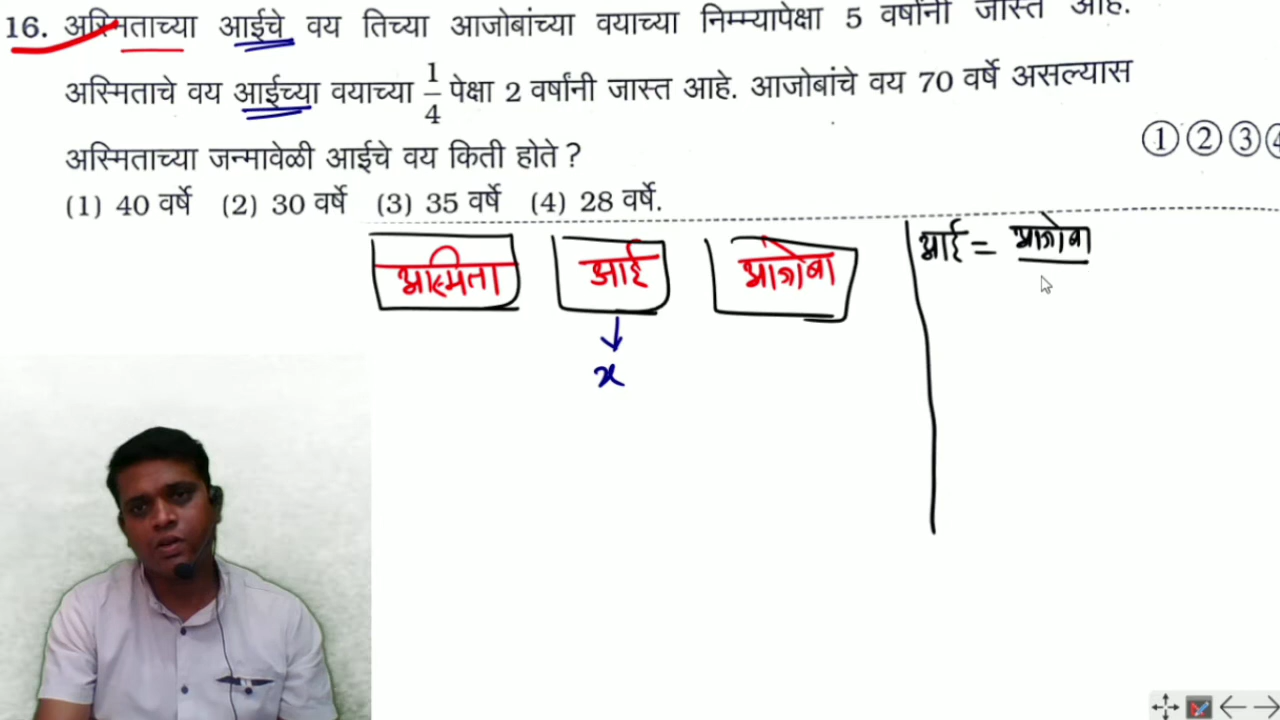 16. अस्मिताच्या आईचे वय तिच्या आजोबांच्या वयाच्या निम्म्यापेक्षा 5 वर्षांनी जास्त आहे.
अस्मिताचे वय आईच्या वयाच्या 1/4 पेक्षा 2 वर्षांनी जास्त आहे. आजोबांचे वय 70 वर्षे असल्यास
अस्मिताच्या जन्मावेळी आईचे वय किती होते ?
① ② ③ ④
(1) 40 वर्षे (2) 30 वर्षे (3) 35 वर्षे (4) 28 वर्षे.
अस्मिता आई आजोबा
आई = आजोबा
x